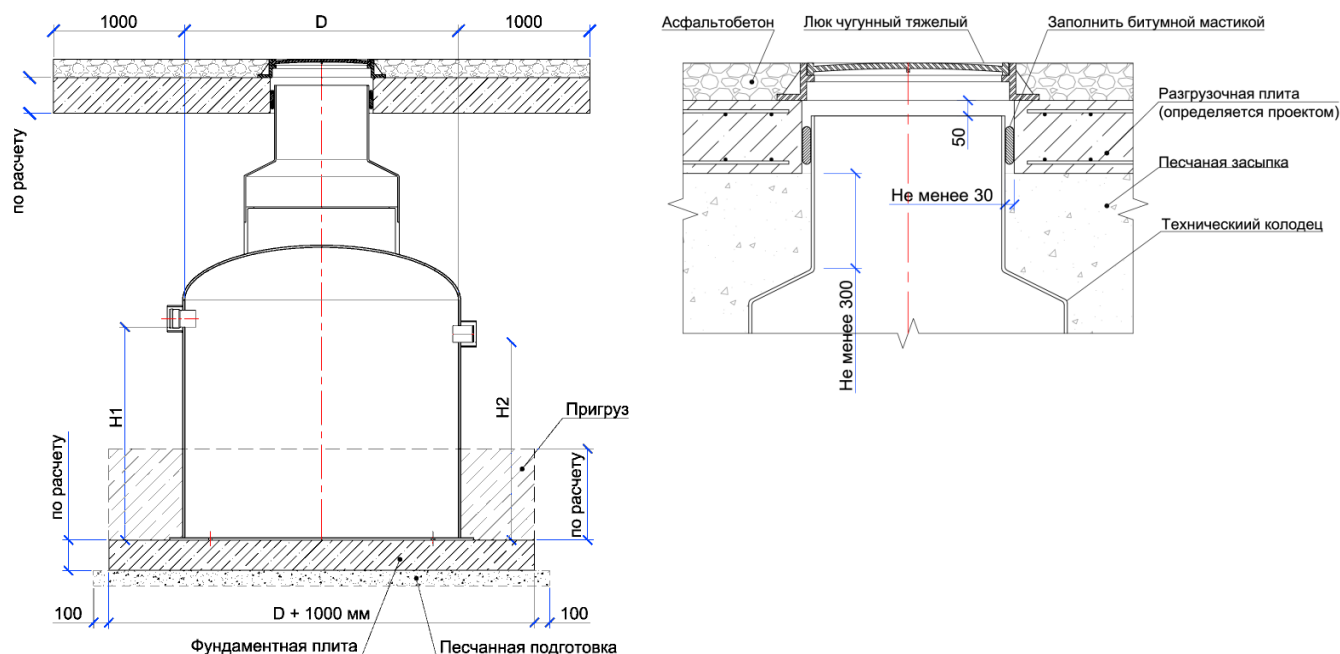 1000
D
1000
по расчету
H1
H2
Пригруз
по расчету
по расчету
100
D + 1000 мм
100
Фундаментная плита
Песчанная подготовка
Асфальтобетон
Люк чугунный тяжелый
Заполнить битумной мастикой
Разгрузочная плита
(определяется проектом)
50
Песчаная засыпка
Не менее 30
Техническиий колодец
Не менее 300